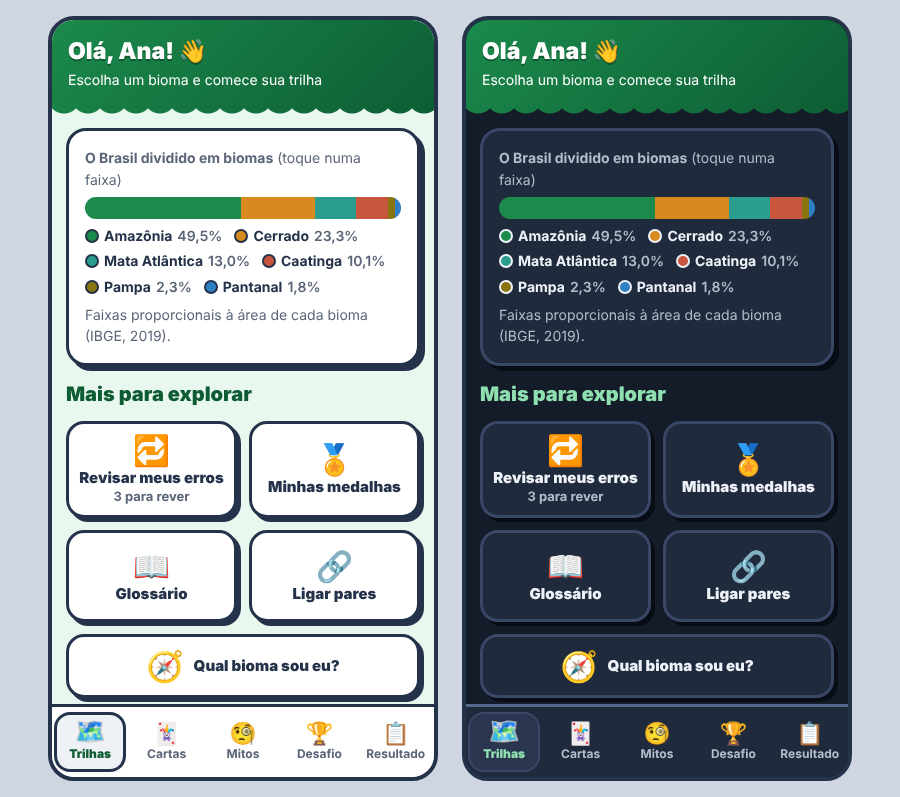 Olá, Ana! 👋
Escolha um bioma e comece sua trilha
O Brasil dividido em biomas (toque numa
faixa)
Amazônia 49,5% Cerrado 23,3%
Mata Atlântica 13,0% Caatinga 10,1%
Pampa 2,3% Pantanal 1,8%
Faixas proporcionais à área de cada bioma
(IBGE, 2019).
Mais para explorar
Revisar meus erros
3 para rever
Minhas medalhas
Glossário
Ligar pares
Qual bioma sou eu?
Trilhas
Cartas
Mitos
Desafio
Resultado
Olá, Ana! 👋
Escolha um bioma e comece sua trilha
O Brasil dividido em biomas (toque numa
faixa)
Amazônia 49,5% Cerrado 23,3%
Mata Atlântica 13,0% Caatinga 10,1%
Pampa 2,3% Pantanal 1,8%
Faixas proporcionais à área de cada bioma
(IBGE, 2019).
Mais para explorar
Revisar meus erros
3 para rever
Minhas medalhas
Glossário
Ligar pares
Qual bioma sou eu?
Trilhas
Cartas
Mitos
Desafio
Resultado